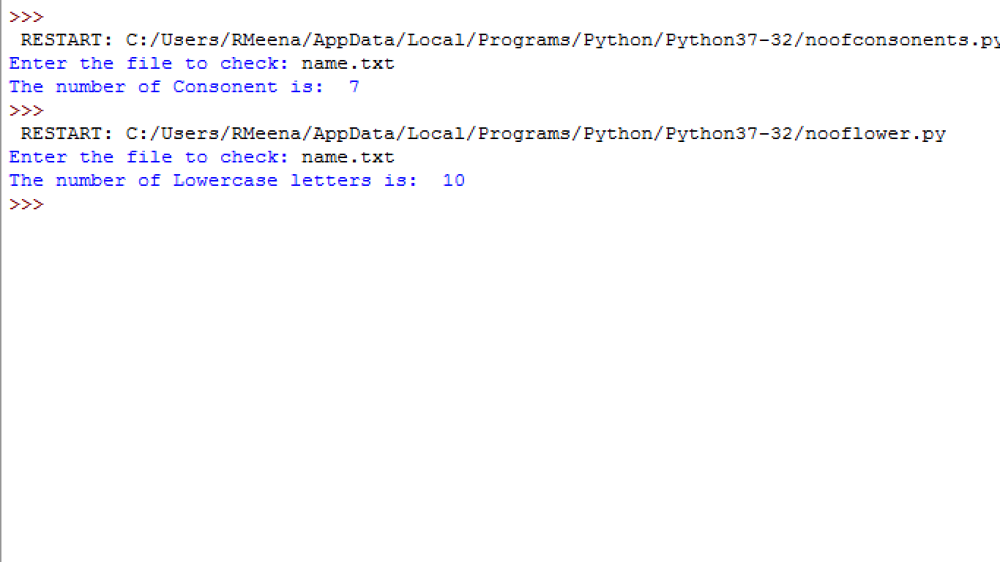 >>>
 RESTART: C:/Users/RMeena/AppData/Local/Programs/Python/Python37-32/noofconsonents.py
Enter the file to check: name.txt
The number of Consonent is:  7
>>>
 RESTART: C:/Users/RMeena/AppData/Local/Programs/Python/Python37-32/nooflower.py
Enter the file to check: name.txt
The number of Lowercase letters is:  10
>>>